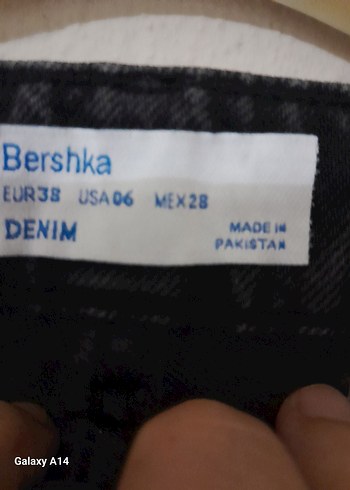 Bershka
EUR38 USA06 MEX28
DENIM
MADE IN
PAKISTAN
Galaxy A14